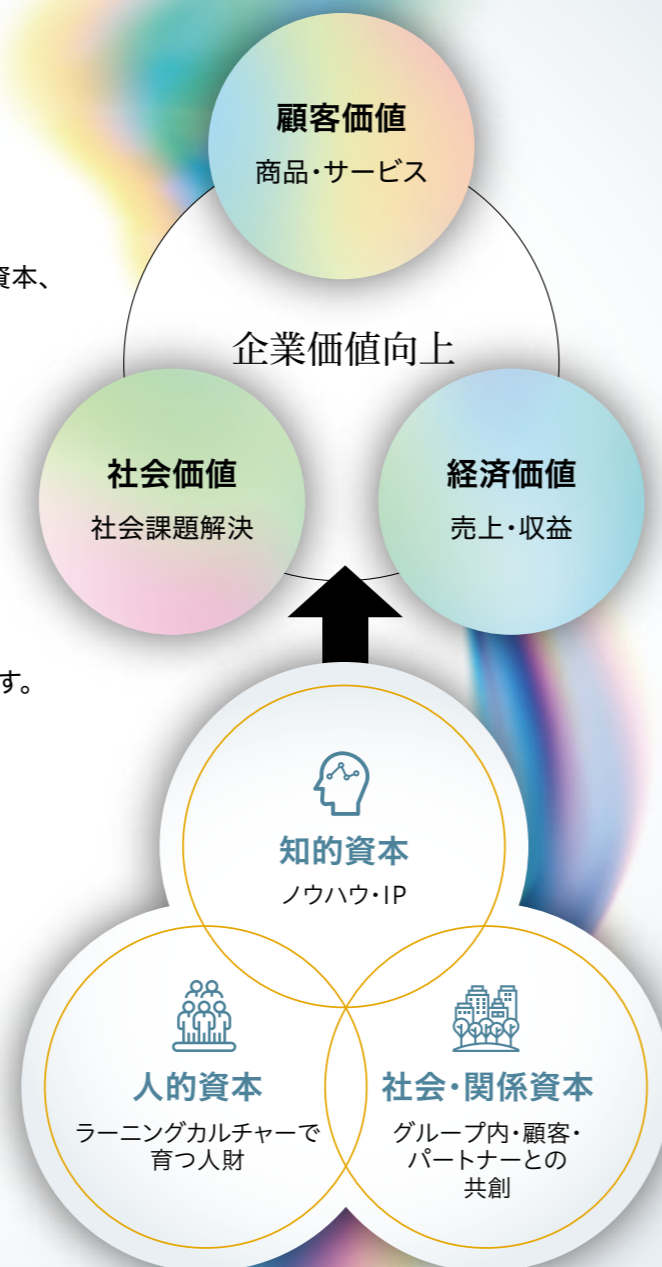 顧客価値
商品・サービス
資本、
企業価値向上
社会価値
社会課題解決
経済価値
売上・収益
す。
知的資本
ノウハウ・IP
人的資本
ラーニングカルチャーで
育つ人財
社会・関係資本
グループ内・顧客・
パートナーとの
共創